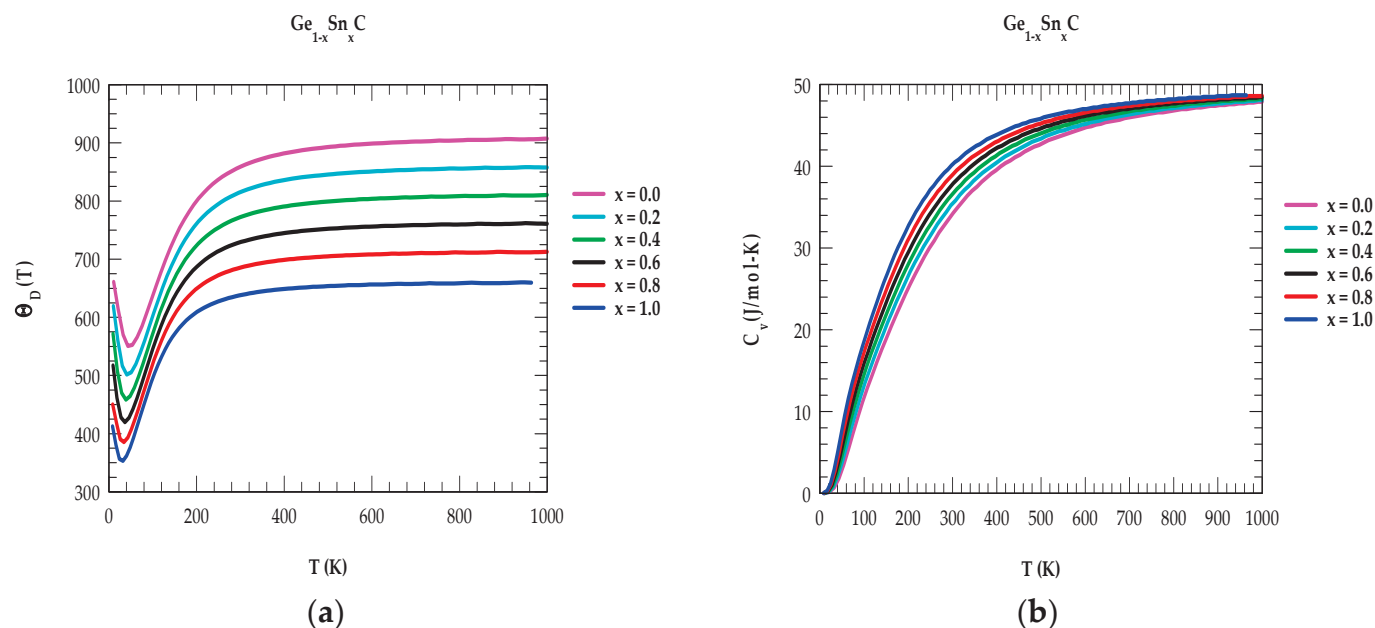 Ge1-xSnxC
1000
900
800
700
600
500
400
300
ΘD (T)
0 200 400 600 800 1000
T (K)
x = 0.0
x = 0.2
x = 0.4
x = 0.6
x = 0.8
x = 1.0
(a)
Ge1-xSnxC
50
40
30
20
10
0
Cv (J/mol-K)
0 100 200 300 400 500 600 700 800 900 1000
T (K)
x = 0.0
x = 0.2
x = 0.4
x = 0.6
x = 0.8
x = 1.0
(b)